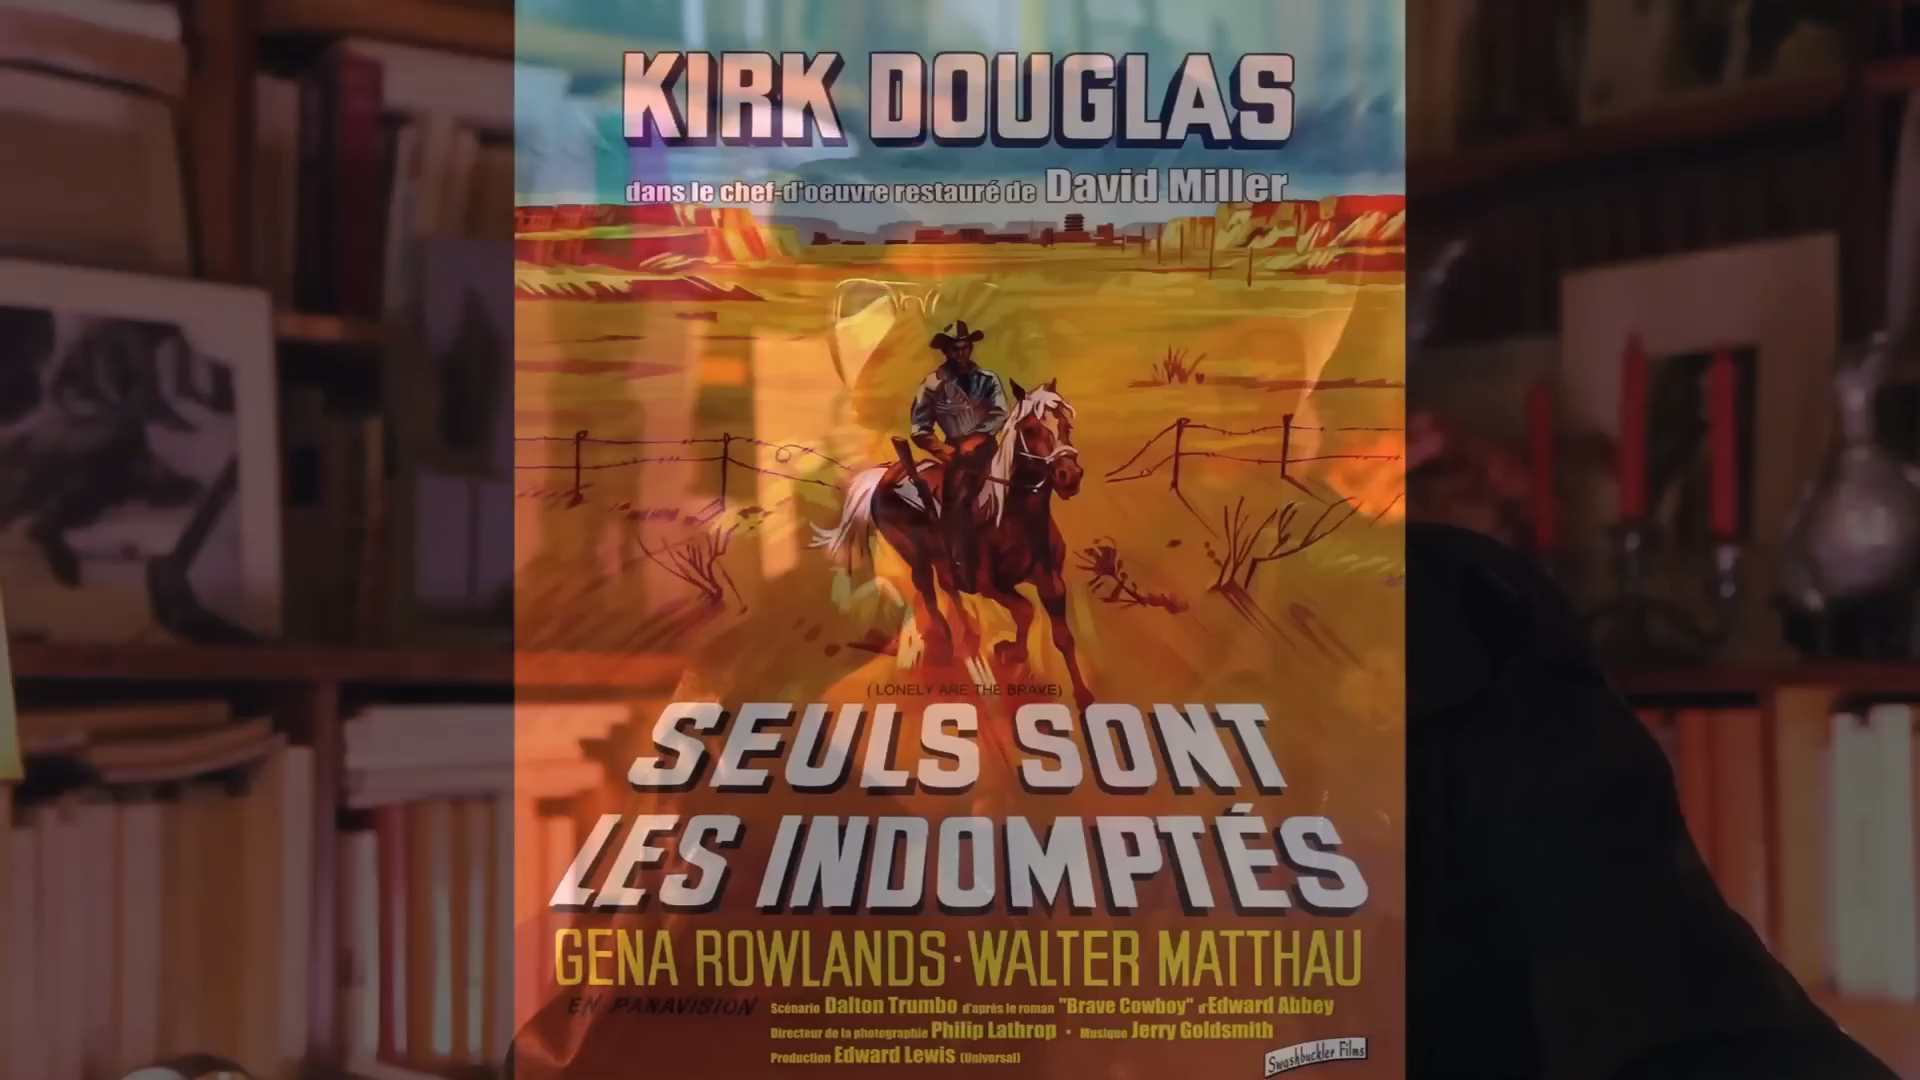 KIRK DOUGLAS
dans le chef-d'oeuvre restauré de David Miller
( LONELY ARE THE BRAVE)
SEULS SONT
LES INDOMPTÉS
GENA ROWLANDS · WALTER MATTHAU
EN PANAVISION
Scénario Dalton Trumbo d'après le roman "Brave Cowboy" d'Edward Abbey
Directeur de la photographie Philip Lathrop • Musique Jerry Goldsmith
Production Edward Lewis (Universal)
Swashbuckler Films